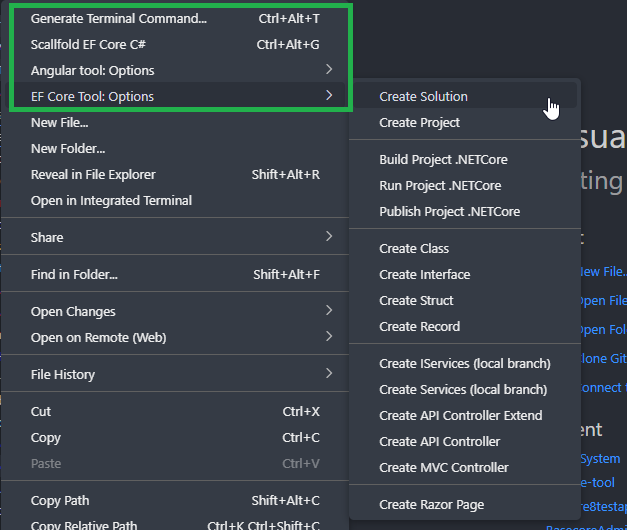 Generate Terminal Command... Ctrl+Alt+T
Scallfold EF Core C# Ctrl+Alt+G
Angular tool: Options
EF Core Tool: Options
New File...
New Folder...
Reveal in File Explorer Shift+Alt+R
Open in Integrated Terminal
Share
Find in Folder... Shift+Alt+F
Open Changes
Open on Remote (Web)
File History
Cut Ctrl+X
Copy Ctrl+C
Paste Ctrl+V
Copy Path Shift+Alt+C
Copy Relative Path Ctrl+K Ctrl+Shift+C
Create Solution
Create Project
Build Project .NETCore
Run Project .NETCore
Publish Project .NETCore
Create Class
Create Interface
Create Struct
Create Record
Create IServices (local branch)
Create Services (local branch)
Create API Controller Extend
Create API Controller
Create MVC Controller
Create Razor Page
sua
ting
t
ew File...
pen File
pen Fol
lone Git
onnect t
ent
System
e-tool
re8testap